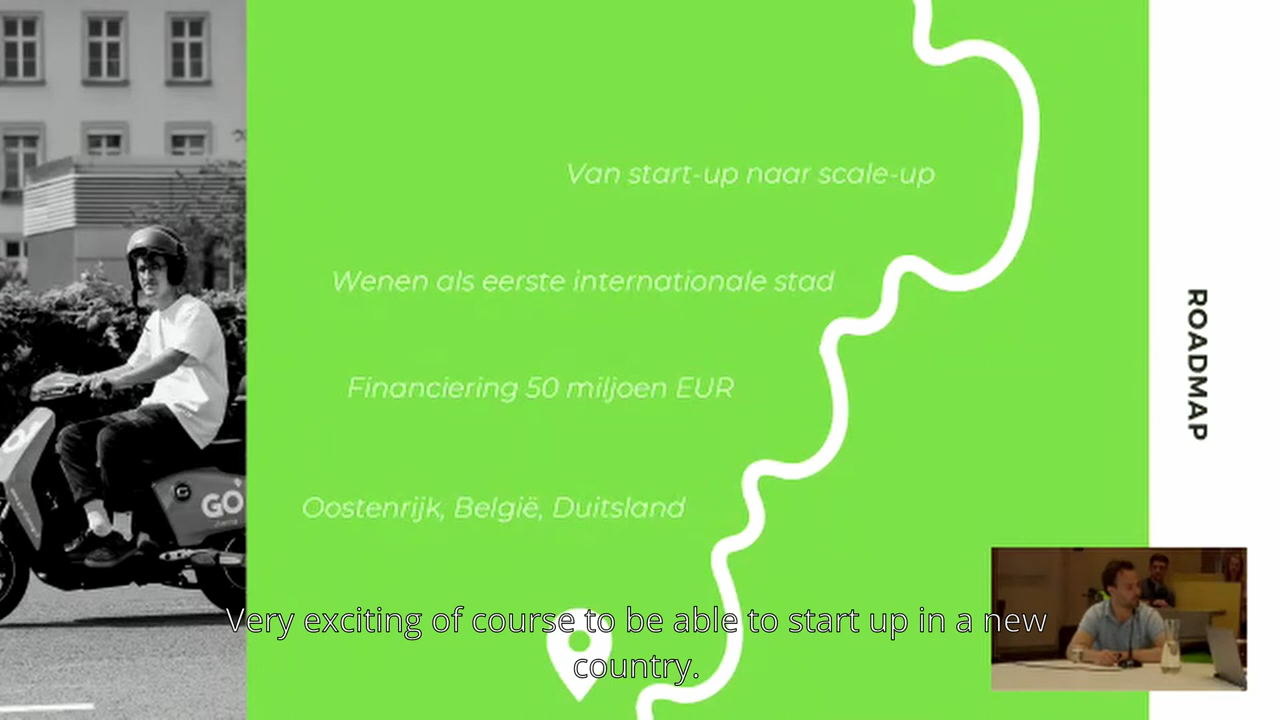 Van start-up naar scale-up
Wenen als eerste internationale stad
ROADMAP
Financiering 50 miljoen EUR
GO
Oostenrijk, België, Duitsland
Very exciting of course to be able to start up in a new
country.